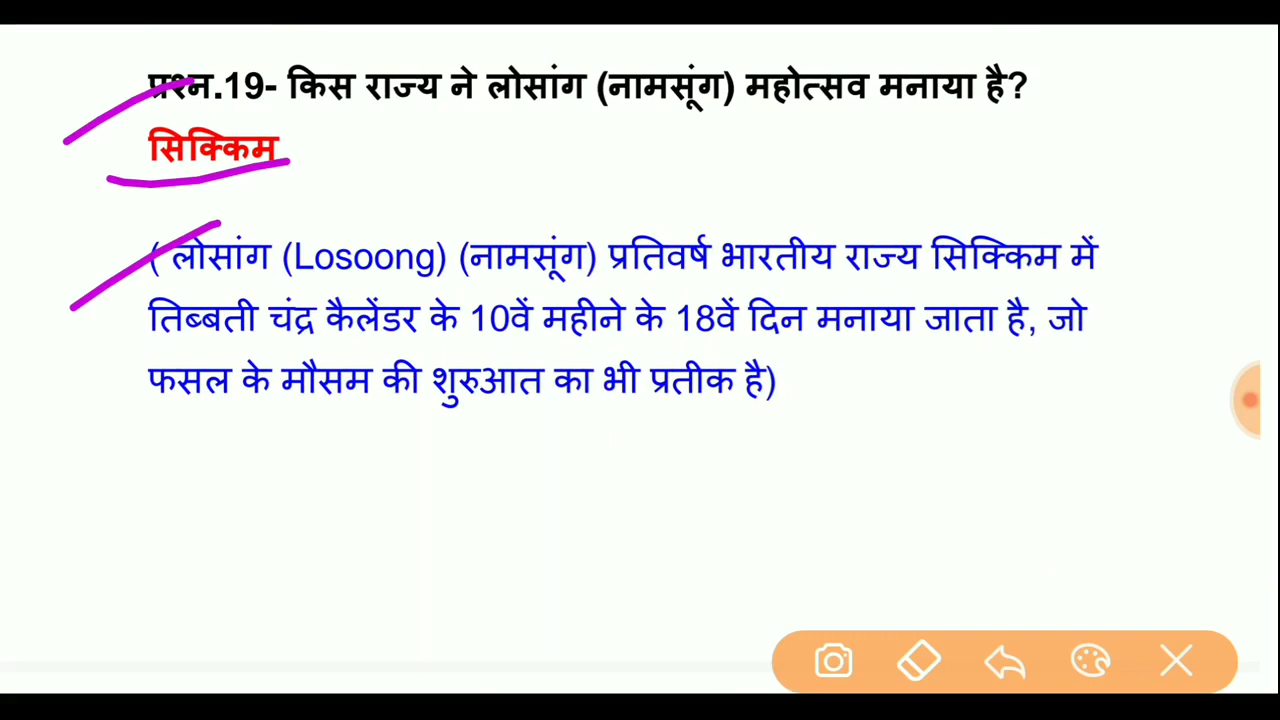 प्रश्न.19- किस राज्य ने लोसांग (नामसूंग) महोत्सव मनाया है?
सिक्किम
( लोसांग (Losoong) (नामसूंग) प्रतिवर्ष भारतीय राज्य सिक्किम में
तिब्बती चंद्र कैलेंडर के 10वें महीने के 18वें दिन मनाया जाता है, जो
फसल के मौसम की शुरुआत का भी प्रतीक है)